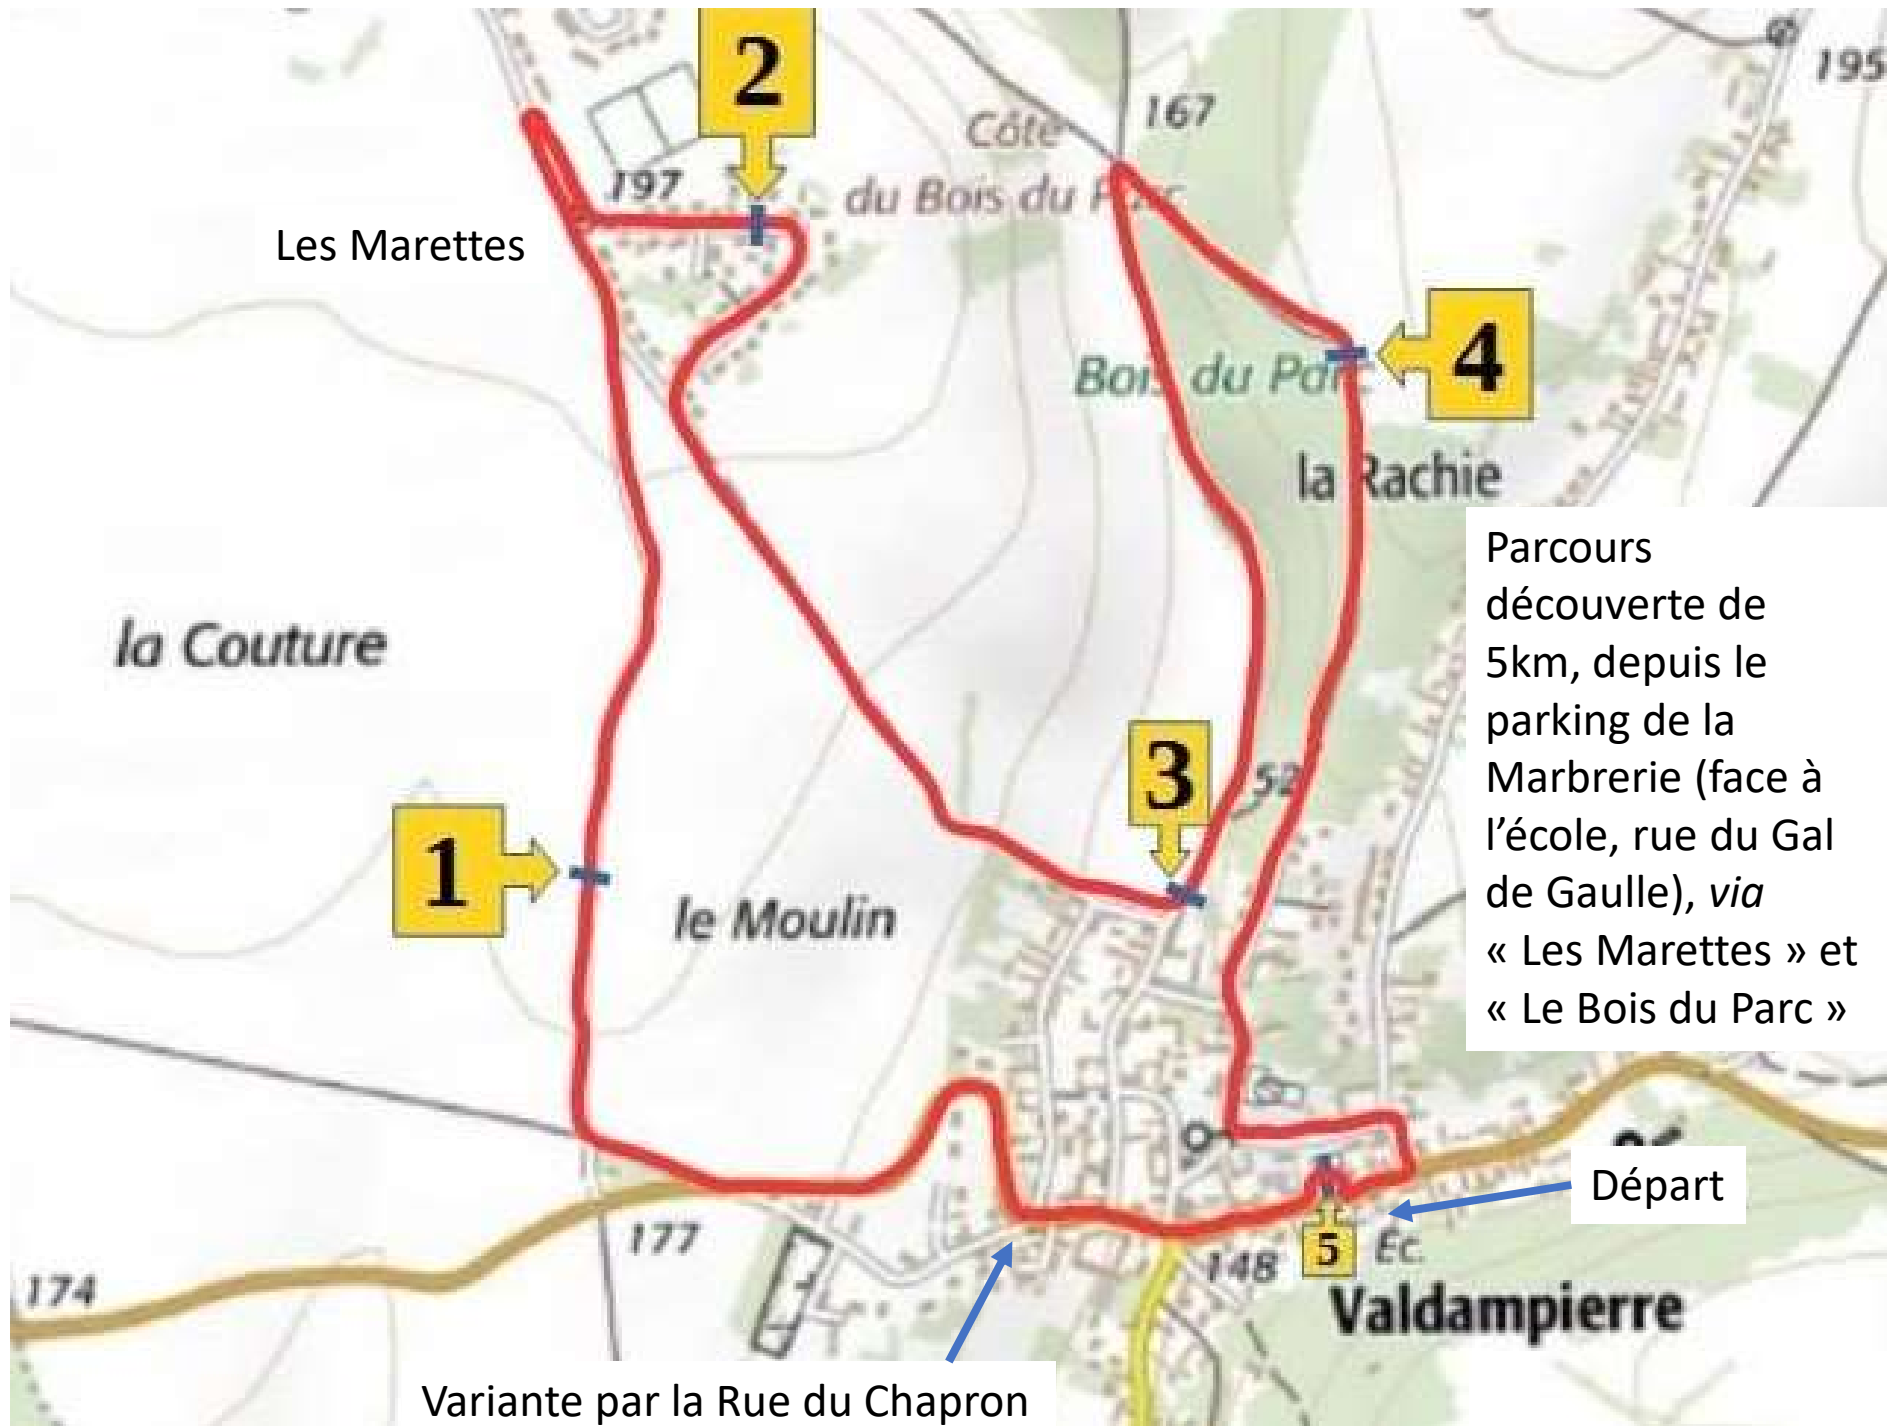 2
195
167
Côté
du Bois du Parc
197
Les Marettes
4
Bois du Parc
la Rachie
Parcours
découverte de
5km, depuis le
parking de la
Marbrerie (face à
l'école, rue du Gal
de Gaulle), via
« Les Marettes » et
« Le Bois du Parc »
la Couture
3
52
1
le Moulin
Départ
177
148
5
Éc.
174
Valdampierre
Variante par la Rue du Chapron